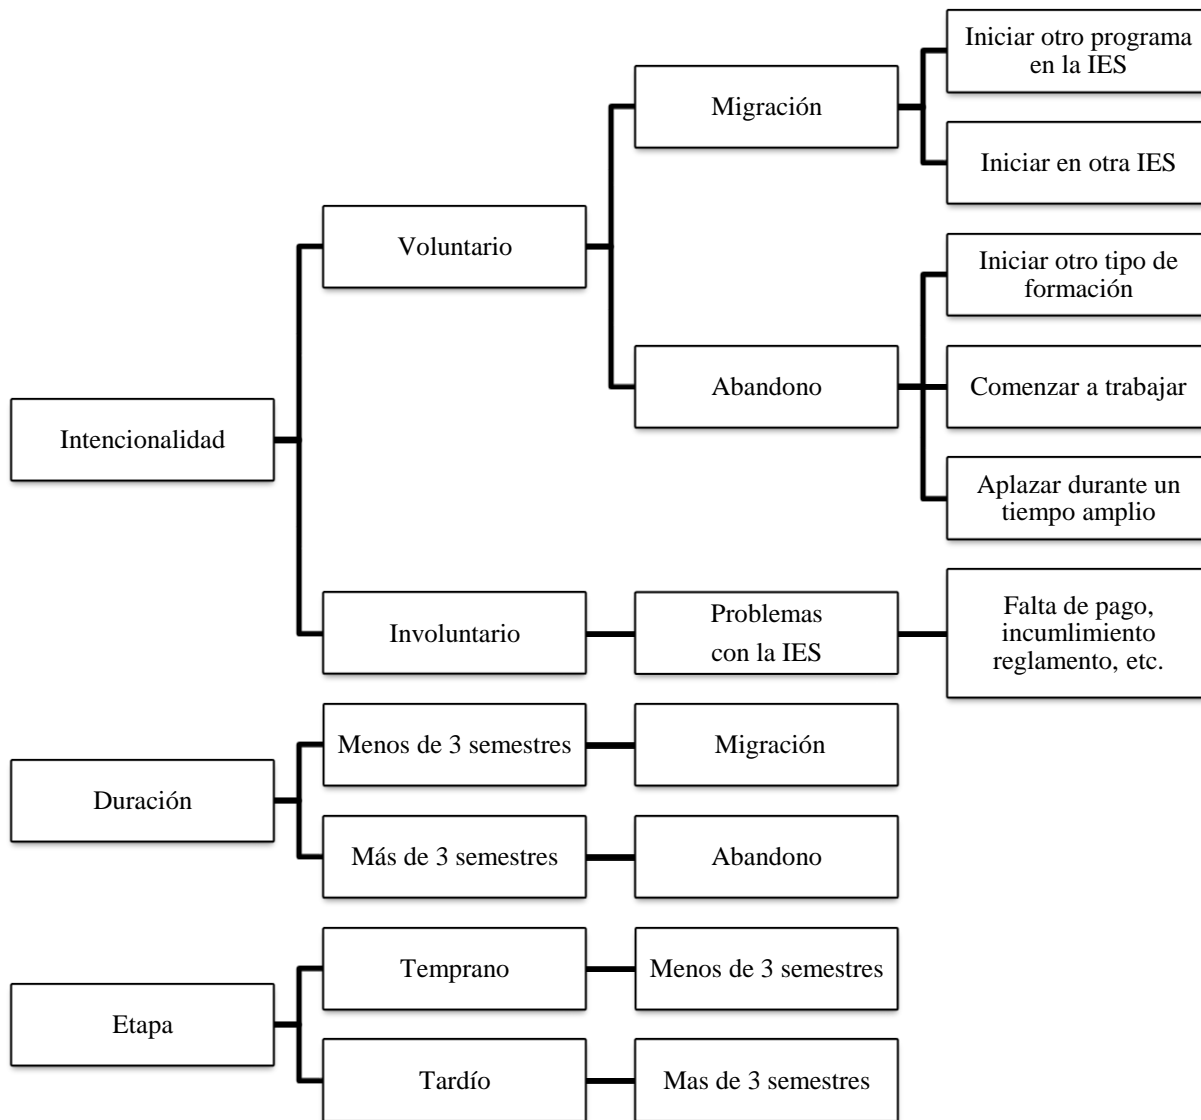 Iniciar otro programa
en la IES
Migración
Iniciar en otra IES
Voluntario
Iniciar otro tipo de
formación
Abandono
Comenzar a trabajar
Intencionalidad
Aplazar durante un
tiempo amplio
Involuntario
Problemas
con la IES
Falta de pago,
incumlimiento
reglamento, etc.
Menos de 3 semestres
Migración
Duración
Más de 3 semestres
Abandono
Temprano
Menos de 3 semestres
Etapa
Tardío
Mas de 3 semestres